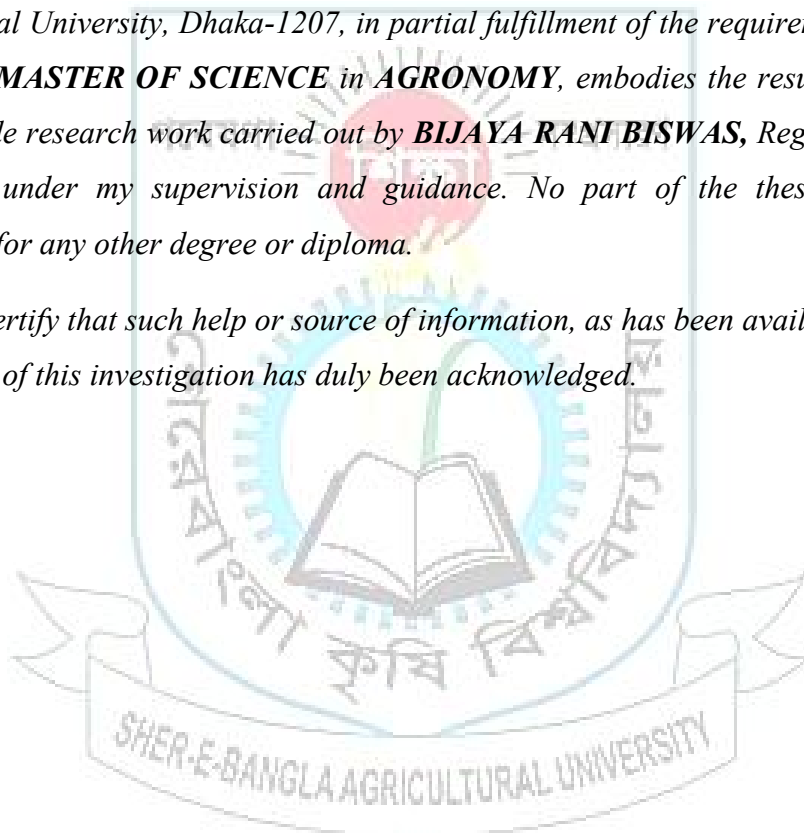 al University, Dhaka-1207, in partial fulfillment of the requirem
MASTER OF SCIENCE in AGRONOMY, embodies the resu
le research work carried out by BIJAYA RANI BISWAS, Reg
under my supervision and guidance. No part of the thes
for any other degree or diploma.
ertify that such help or source of information, as has been avail
of this investigation has duly been acknowledged.
শেরেবাংলা কৃষি বিশ্ববিদ্যালয়
SHER-E-BANGLA AGRICULTURAL UNIVERSITY